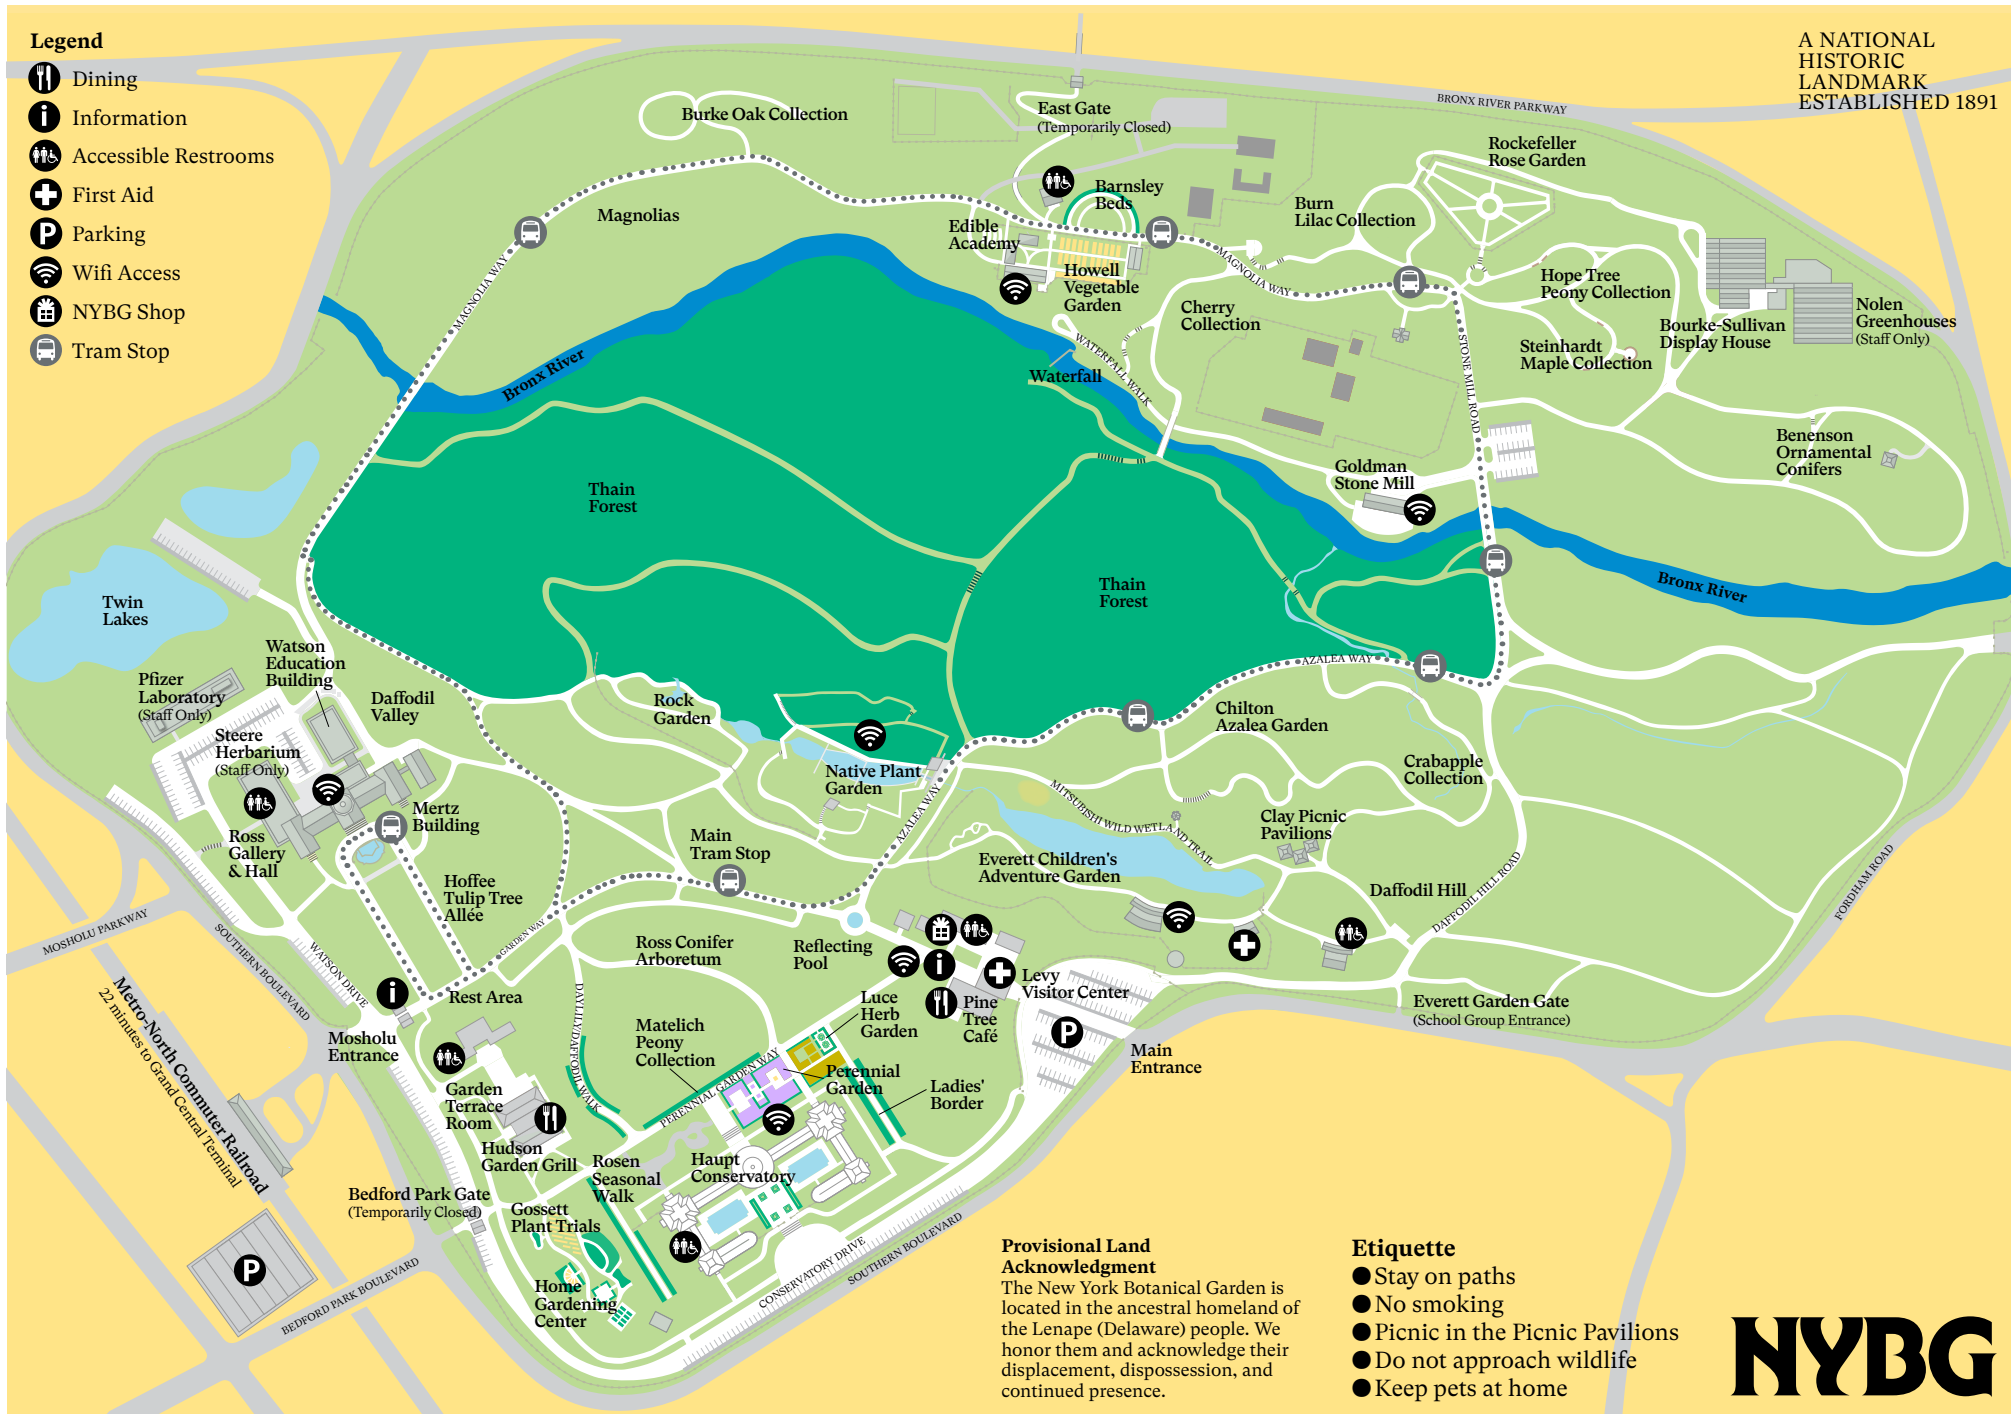 Legend
Dining
Information
Accessible Restrooms
First Aid
Parking
Wifi Access
NYBG Shop
Tram Stop
A NATIONAL
HISTORIC
LANDMARK
ESTABLISHED 1891
BRONX RIVER PARKWAY
Burke Oak Collection
East Gate
(Temporarily Closed)
Rockefeller
Rose Garden
Magnolias
Barnsley
Beds
Burn
Lilac Collection
Edible
Academy
MAGNOLIA WAY
MAGNOLIA WAY
Howell
Vegetable
Garden
Hope Tree
Peony Collection
Cherry
Collection
Nolen
Greenhouses
(Staff Only)
Bourke-Sullivan
Display House
Steinhardt
Maple Collection
STONE MILL ROAD
WATERFALL WALK
Waterfall
Bronx River
Benenson
Ornamental
Conifers
Goldman
Stone Mill
Thain
Forest
Thain
Forest
Bronx River
Twin
Lakes
Watson
Education
Building
Pfizer
Laboratory
(Staff Only)
Daffodil
Valley
Rock
Garden
AZALEA WAY
Chilton
Azalea Garden
Steere
Herbarium
(Staff Only)
Native Plant
Garden
Crabapple
Collection
MITSUBISHI WILD WETLAND TRAIL
AZALEA WAY
Mertz
Building
Ross
Gallery
& Hall
Main
Tram Stop
Clay Picnic
Pavilions
Everett Children's
Adventure Garden
Hoffee
Tulip Tree
Allée
Daffodil Hill
DAFFODIL HILL ROAD
FORDHAM ROAD
MOSHOLU PARKWAY
SOUTHERN BOULEVARD
WATSON DRIVE
GARDEN WAY
Ross Conifer
Arboretum
Reflecting
Pool
Levy
Visitor Center
Rest Area
Luce
Herb
Garden
Pine
Tree
Café
Everett Garden Gate
(School Group Entrance)
Metro-North Commuter Railroad
22 minutes to Grand Central Terminal
Mosholu
Entrance
DAYLILY/DAFFODIL WALK
Matelich
Peony
Collection
Main
Entrance
PERENNIAL GARDEN WAY
Perennial
Garden
Ladies'
Border
Garden
Terrace
Room
Hudson
Garden Grill
Rosen
Seasonal
Walk
Haupt
Conservatory
Bedford Park Gate
(Temporarily Closed)
Gossett
Plant Trials
Home
Gardening
Center
CONSERVATORY DRIVE
SOUTHERN BOULEVARD
BEDFORD PARK BOULEVARD
P
P
Provisional Land
Acknowledgment
The New York Botanical Garden is
located in the ancestral homeland of
the Lenape (Delaware) people. We
honor them and acknowledge their
displacement, dispossession, and
continued presence.
Etiquette
● Stay on paths
● No smoking
● Picnic in the Picnic Pavilions
● Do not approach wildlife
● Keep pets at home
NYBG